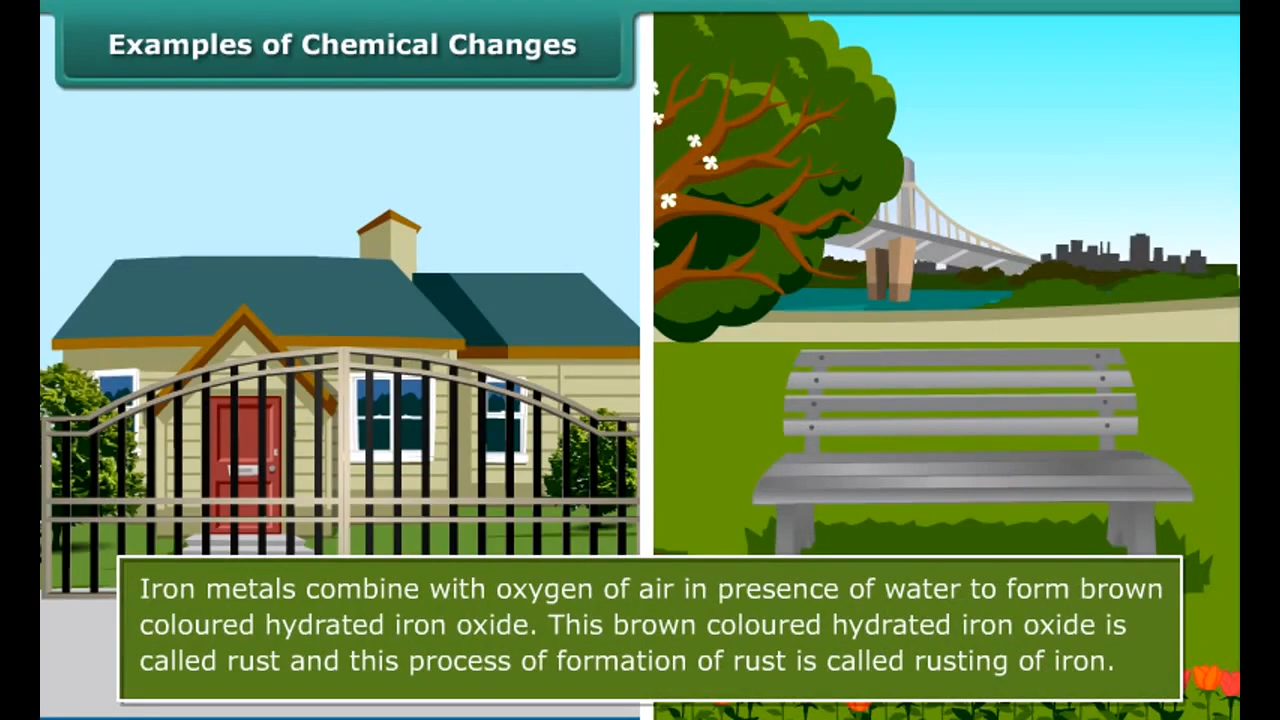 Examples of Chemical Changes
Iron metals combine with oxygen of air in presence of water to form brown
coloured hydrated iron oxide. This brown coloured hydrated iron oxide is
called rust and this process of formation of rust is called rusting of iron.